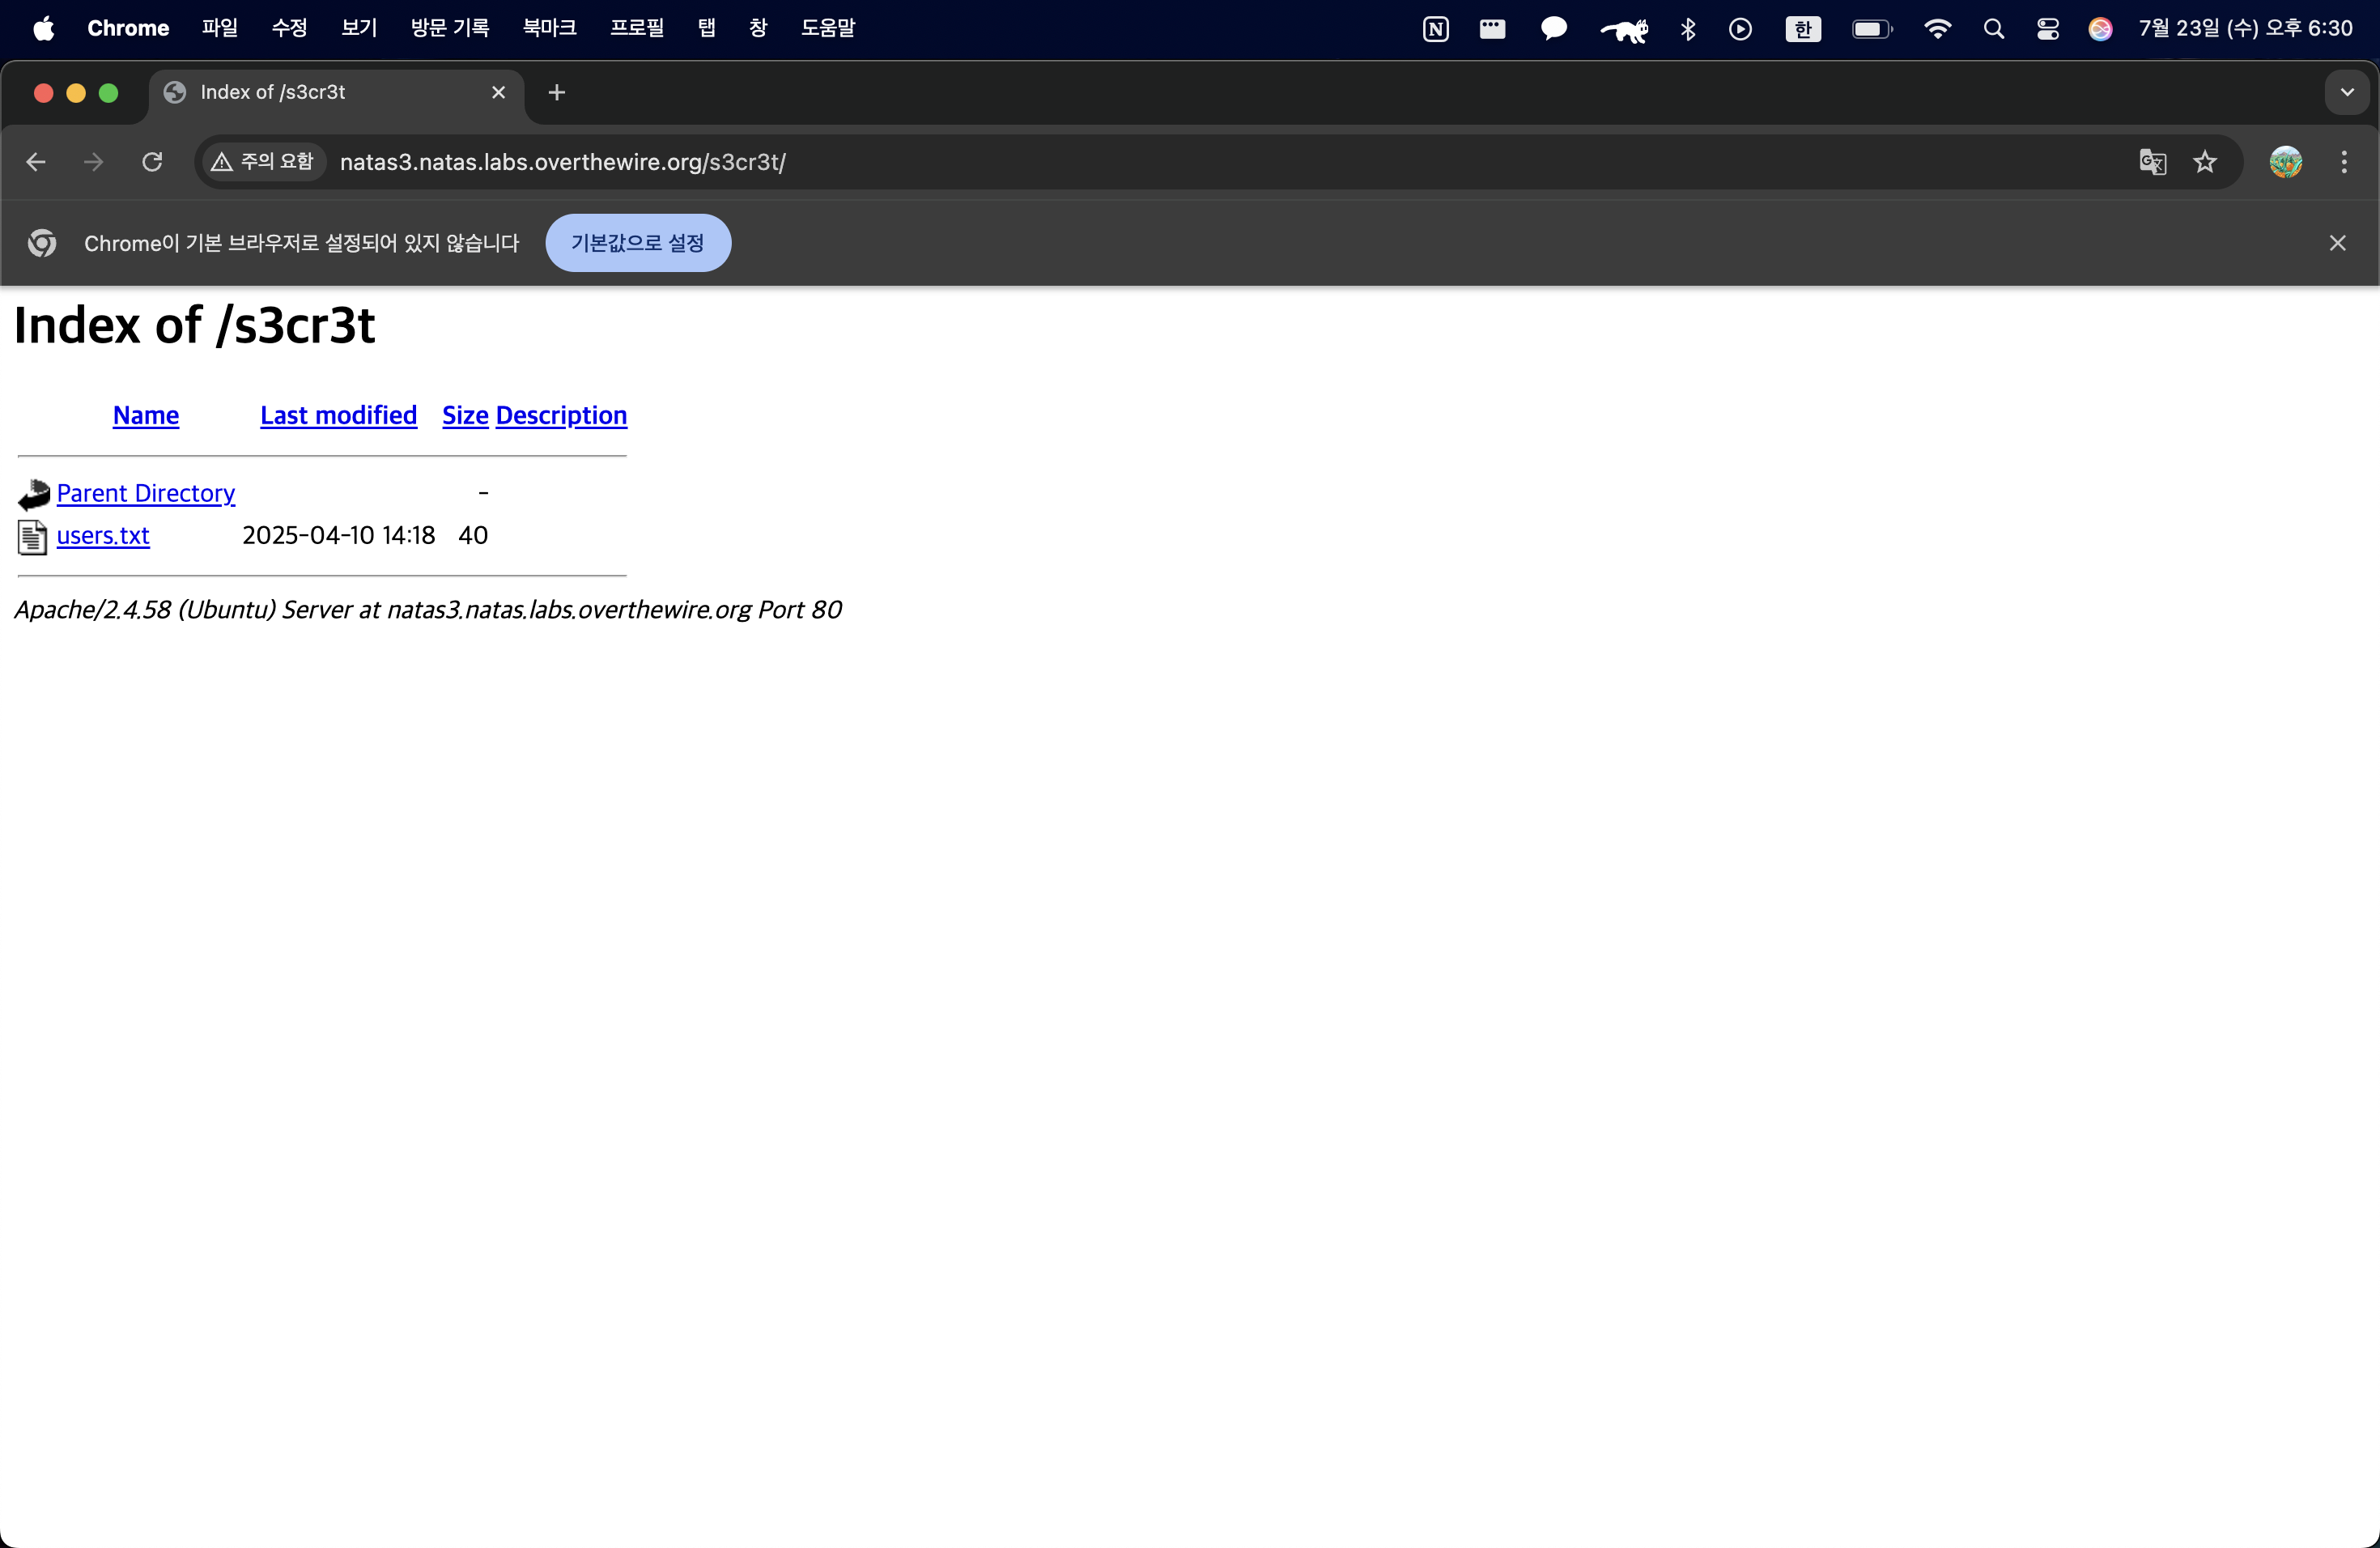 Chrome 파일 수정 보기 방문 기록 북마크 프로필 탭 창 도움말 N 한 7월 23일 (수) 오후 6:30
Index of /s3cr3t
주의 요함 natas3.natas.labs.overthewire.org/s3cr3t/
Chrome이 기본 브라우저로 설정되어 있지 않습니다 기본값으로 설정
Index of /s3cr3t
Name Last modified Size Description
Parent Directory -
users.txt 2025-04-10 14:18 40
Apache/2.4.58 (Ubuntu) Server at natas3.natas.labs.overthewire.org Port 80